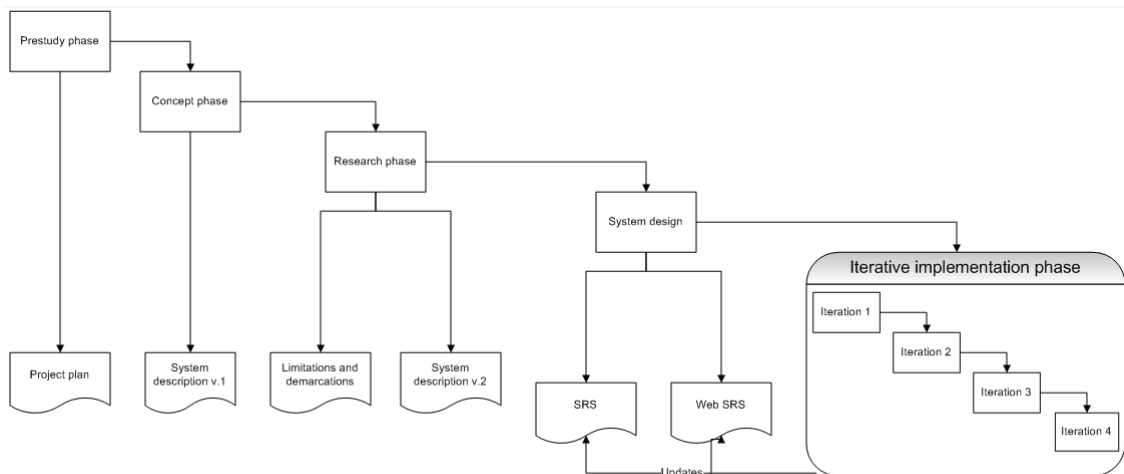 Prestudy phase
Concept phase
Research phase
System design
Iterative implementation phase
Iteration 1
Iteration 2
Iteration 3
Iteration 4
Project plan
System
description v.1
Limitations and
demarcations
System
description v.2
SRS
Web SRS
Updates